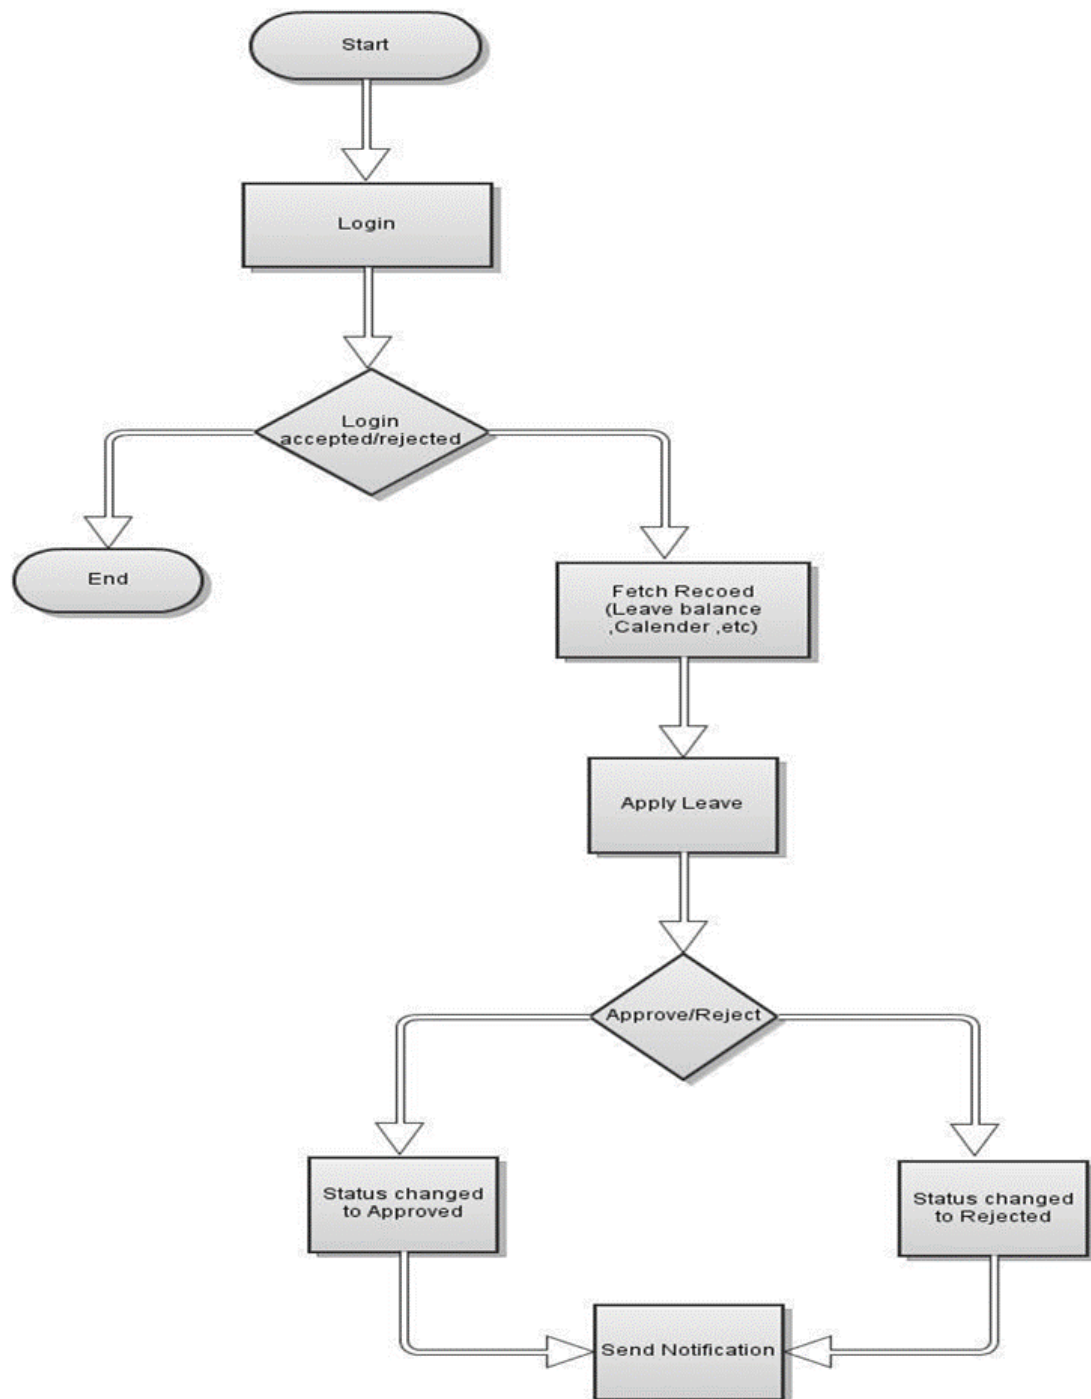 Start
Login
Login
accepted/rejected
End
Fetch Recoed
(Leave balance
,Calender ,etc)
Apply Leave
Approve/Reject
Status changed
to Approved
Status changed
to Rejected
Send Notification